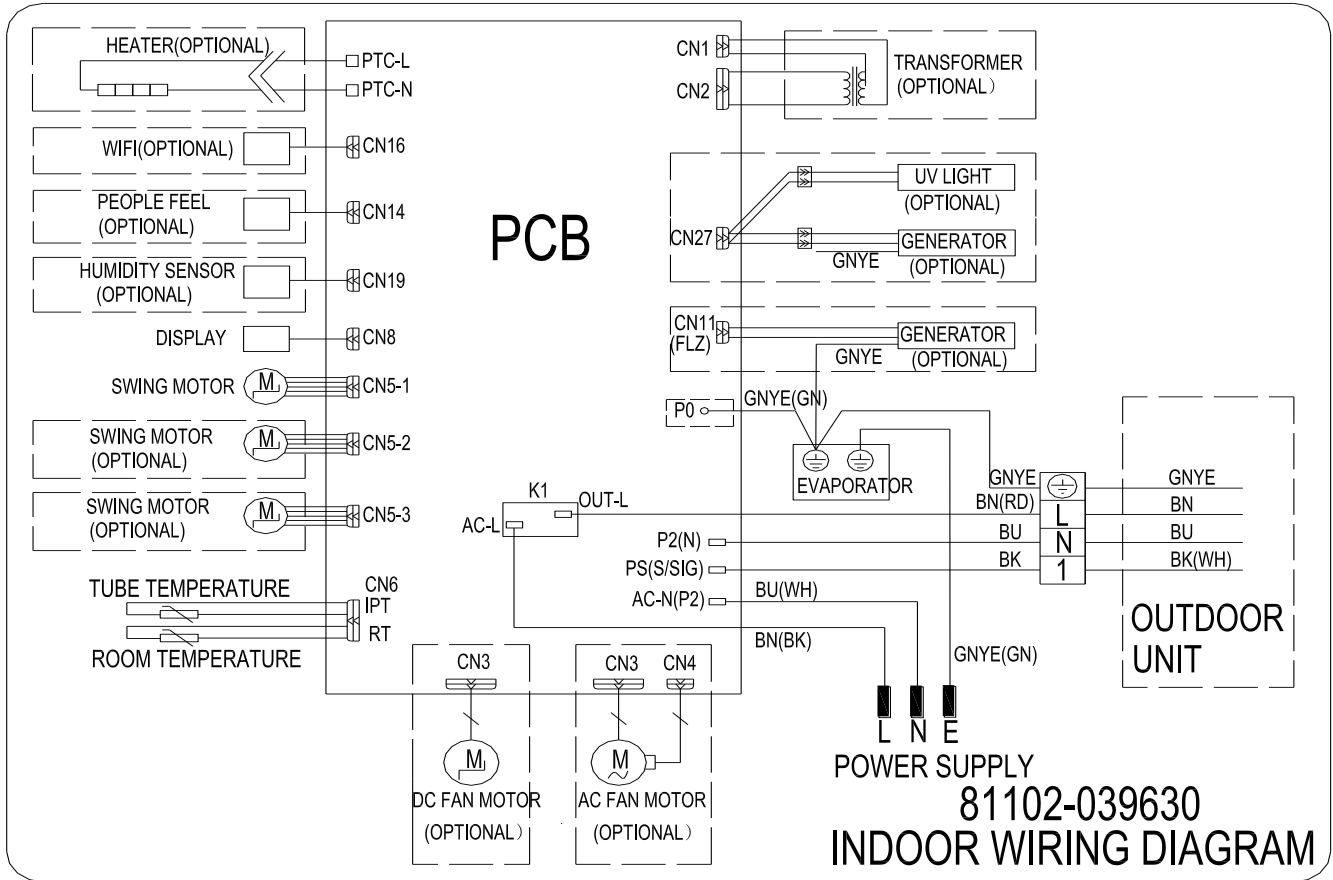 HEATER(OPTIONAL)
PTC-L
PTC-N
WIFI(OPTIONAL)
CN16
PEOPLE FEEL
(OPTIONAL)
CN14
HUMIDITY SENSOR
(OPTIONAL)
CN19
DISPLAY
CN8
SWING MOTOR
M
CN5-1
SWING MOTOR
(OPTIONAL)
M
CN5-2
SWING MOTOR
(OPTIONAL)
M
CN5-3
TUBE TEMPERATURE
CN6
IPT
RT
ROOM TEMPERATURE
PCB
CN1
CN2
TRANSFORMER
(OPTIONAL)
UV LIGHT
(OPTIONAL)
CN27
GENERATOR
(OPTIONAL)
GNYE
CN11
(FLZ)
GENERATOR
(OPTIONAL)
GNYE
P0
GNYE(GN)
EVAPORATOR
K1
AC-L
OUT-L
P2(N)
PS(S/SIG)
AC-N(P2)
BU(WH)
BN(BK)
GNYE(GN)
GNYE
BN(RD)
BU
BK
L
N
1
GNYE
BN
BU
BK(WH)
OUTDOOR
UNIT
CN3
M
DC FAN MOTOR
(OPTIONAL)
CN3
CN4
M
AC FAN MOTOR
(OPTIONAL)
L N E
POWER SUPPLY
81102-039630
INDOOR WIRING DIAGRAM